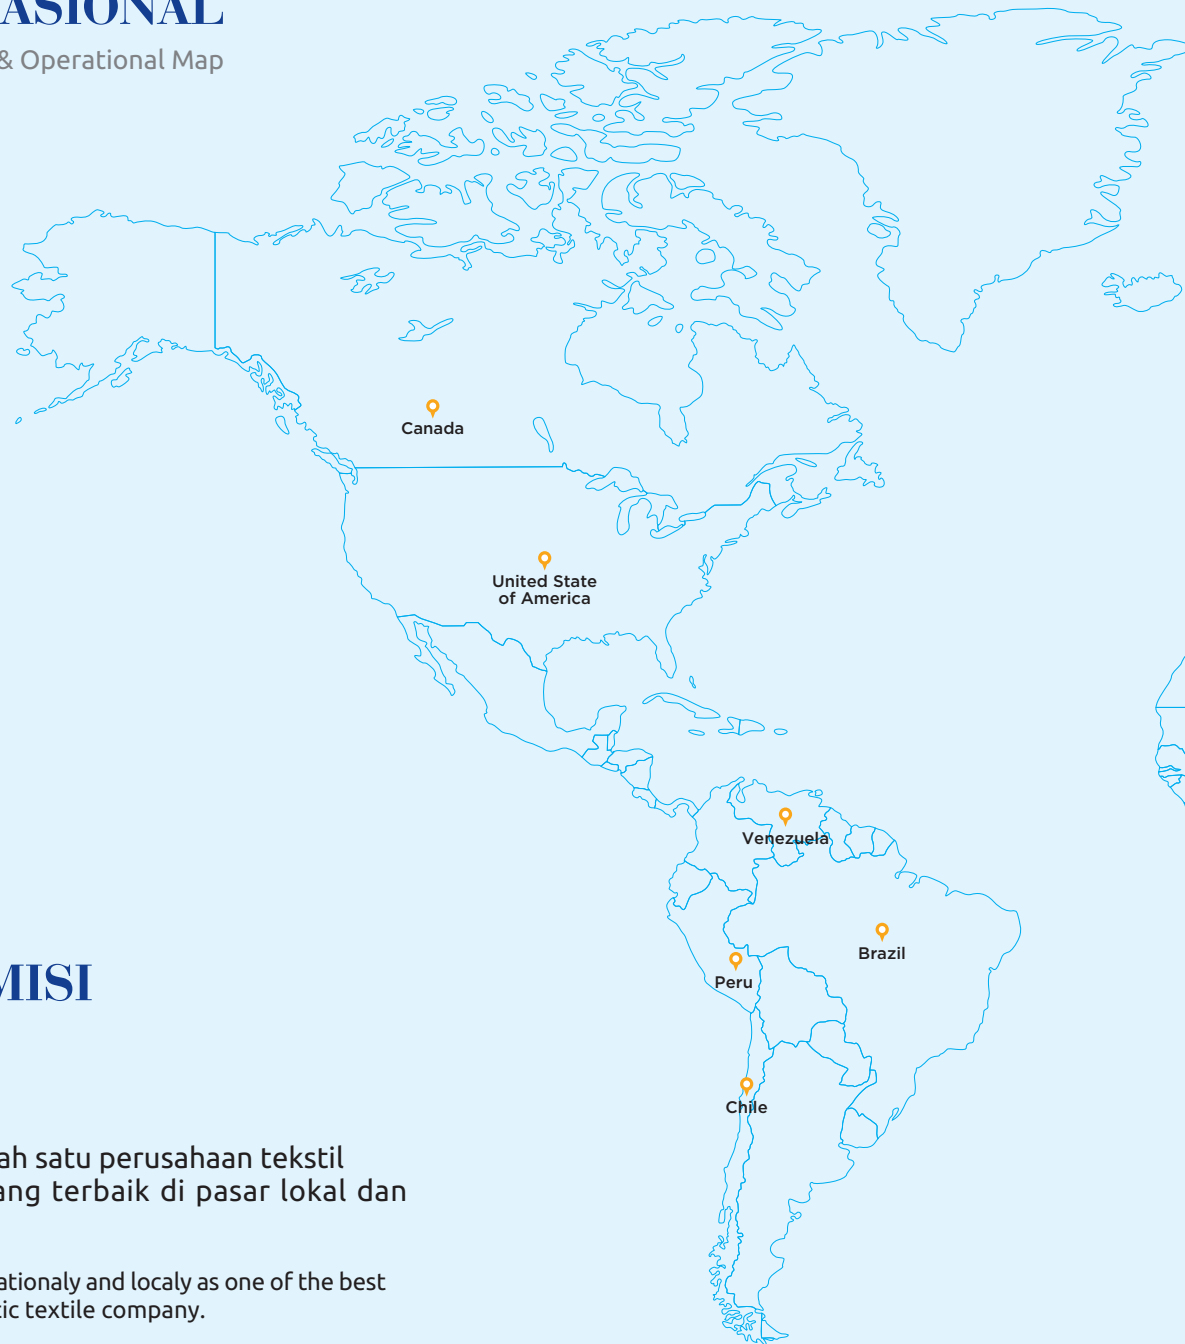 ASIONAL
& Operational Map
Canada
United State
of America
Venezuela
Brazil
Peru
Chile
MISI
ah satu perusahaan tekstil
ang terbaik di pasar lokal dan
ationaly and localy as one of the best
tic textile company.